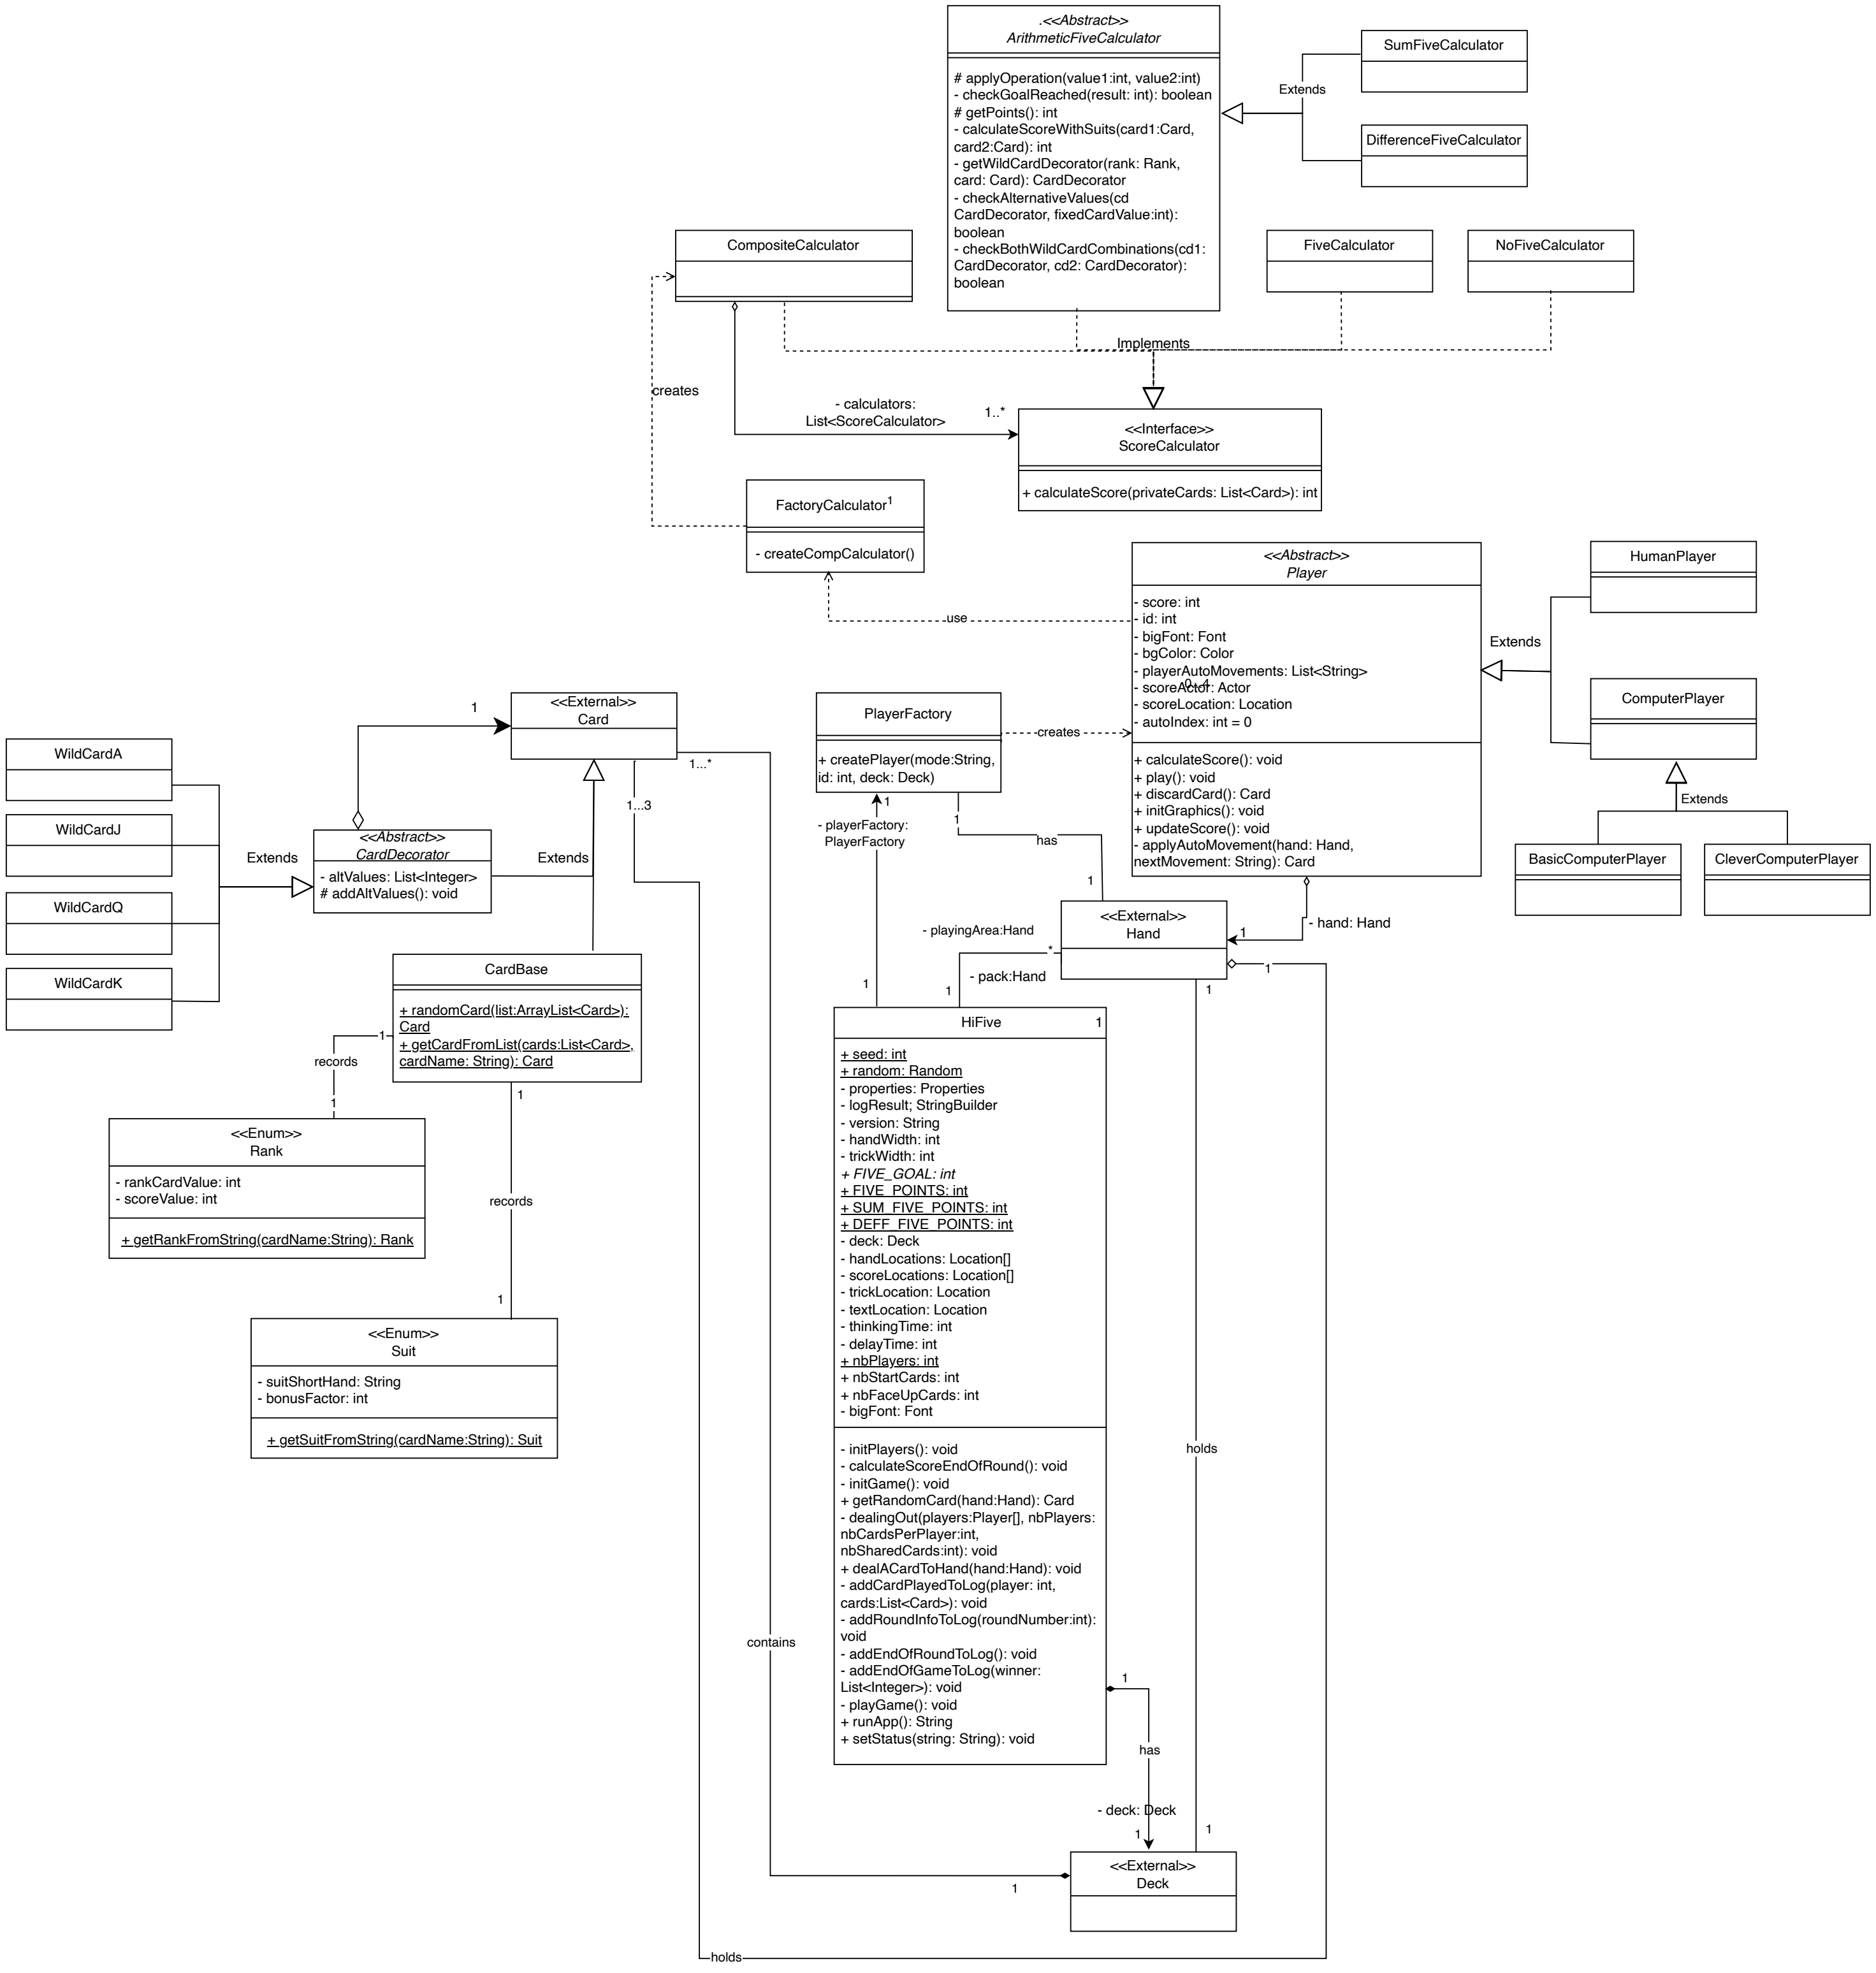 .<<Abstract>>
ArithmeticFiveCalculator
# applyOperation(value1:int, value2:int)
- checkGoalReached(result: int): boolean
# getPoints(): int
- calculateScoreWithSuits(card1:Card,
card2:Card): int
- getWildCardDecorator(rank: Rank,
card: Card): CardDecorator
- checkAlternativeValues(cd
CardDecorator, fixedCardValue:int):
boolean
- checkBothWildCardCombinations(cd1:
CardDecorator, cd2: CardDecorator):
boolean
Extends
SumFiveCalculator
DifferenceFiveCalculator
CompositeCalculator
FiveCalculator
NoFiveCalculator
Implements
creates
- calculators:
List<ScoreCalculator>
1..*
<<Interface>>
ScoreCalculator
+ calculateScore(privateCards: List<Card>): int
FactoryCalculator1
- createCompCalculator()
use
<<Abstract>>
Player
- score: int
- id: int
- bigFont: Font
- bgColor: Color
- playerAutoMovements: List<String>
0...4
- scoreActor: Actor
- scoreLocation: Location
- autoIndex: int = 0
+ calculateScore(): void
+ play(): void
+ discardCard(): Card
+ initGraphics(): void
+ updateScore(): void
- applyAutoMovement(hand: Hand,
nextMovement: String): Card
Extends
HumanPlayer
ComputerPlayer
Extends
BasicComputerPlayer
CleverComputerPlayer
1
<<External>>
Card
1...*
1...3
PlayerFactory
+ createPlayer(mode:String,
id: int, deck: Deck)
creates
WildCardA
WildCardJ
WildCardQ
WildCardK
Extends
<<Abstract>>
CardDecorator
- altValues: List<Integer>
# addAltValues(): void
Extends
1
- playerFactory:
PlayerFactory
1
1
has
1
<<External>>
Hand
- hand: Hand
1
1
- playingArea:Hand
*
- pack:Hand
1
1
CardBase
+ randomCard(list:ArrayList<Card>):
Card
+ getCardFromList(cards:List<Card>,
cardName: String): Card
1
records
1
1
<<Enum>>
Rank
- rankCardValue: int
- scoreValue: int
+ getRankFromString(cardName:String): Rank
records
1
<<Enum>>
Suit
- suitShortHand: String
- bonusFactor: int
+ getSuitFromString(cardName:String): Suit
HiFive
1
+ seed: int
+ random: Random
- properties: Properties
- logResult; StringBuilder
- version: String
- handWidth: int
- trickWidth: int
+ FIVE_GOAL: int
+ FIVE_POINTS: int
+ SUM_FIVE_POINTS: int
+ DEFF_FIVE_POINTS: int
- deck: Deck
- handLocations: Location[]
- scoreLocations: Location[]
- trickLocation: Location
- textLocation: Location
- thinkingTime: int
- delayTime: int
+ nbPlayers: int
+ nbStartCards: int
+ nbFaceUpCards: int
- bigFont: Font
- initPlayers(): void
- calculateScoreEndOfRound(): void
- initGame(): void
+ getRandomCard(hand:Hand): Card
- dealingOut(players:Player[], nbPlayers:
nbCardsPerPlayer:int,
nbSharedCards:int): void
+ dealACardToHand(hand:Hand): void
- addCardPlayedToLog(player: int,
cards:List<Card>): void
- addRoundInfoToLog(roundNumber:int):
void
- addEndOfRoundToLog(): void
- addEndOfGameToLog(winner:
List<Integer>): void
- playGame(): void
+ runApp(): String
+ setStatus(string: String): void
holds
contains
1
has
- deck: Deck
1
1
<<External>>
Deck
1
holds